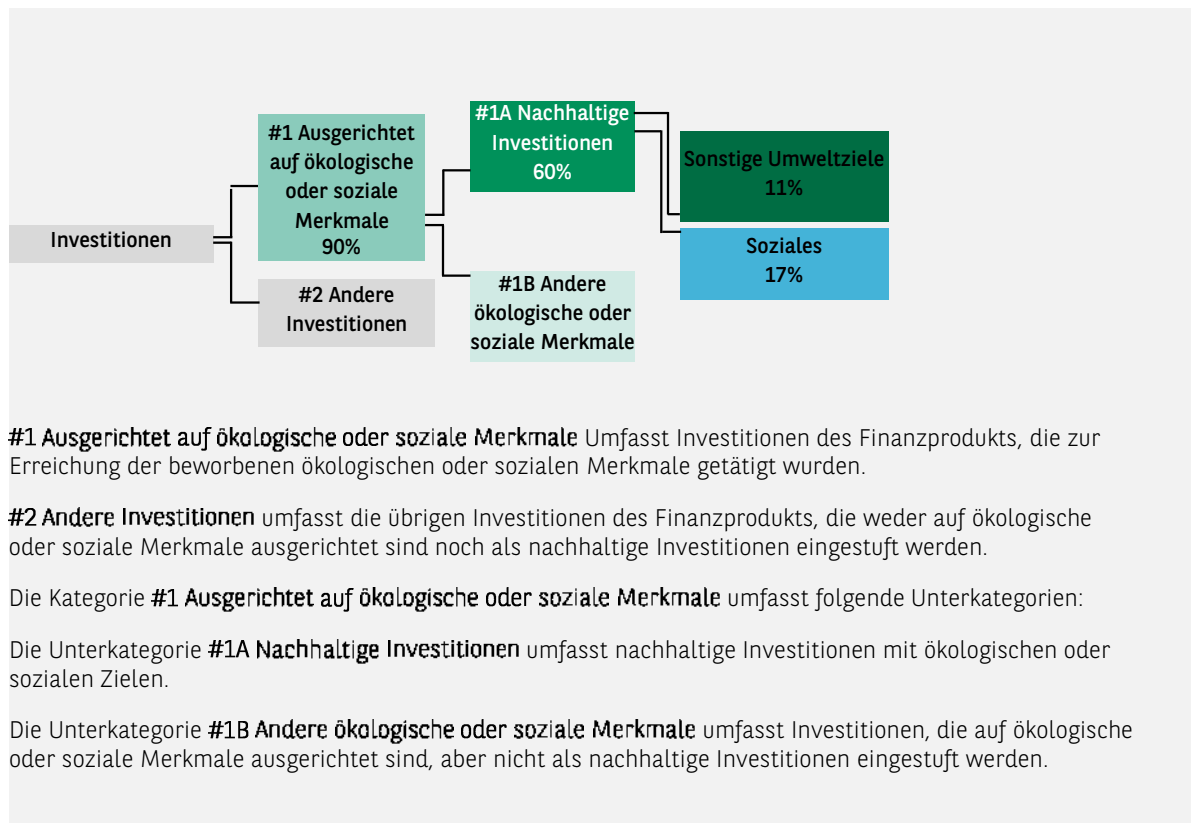 #1A Nachhaltige
Investitionen
60%
#1 Ausgerichtet
auf ökologische
oder soziale
Merkmale
90%
Sonstige Umweltziele
11%
Investitionen
Soziales
17%
#2 Andere
Investitionen
#1B Andere
ökologische oder
soziale Merkmale
#1 Ausgerichtet auf ökologische oder soziale Merkmale Umfasst Investitionen des Finanzprodukts, die zur
Erreichung der beworbenen ökologischen oder sozialen Merkmale getätigt wurden.
#2 Andere Investitionen umfasst die übrigen Investitionen des Finanzprodukts, die weder auf ökologische
oder soziale Merkmale ausgerichtet sind noch als nachhaltige Investitionen eingestuft werden.
Die Kategorie #1 Ausgerichtet auf ökologische oder soziale Merkmale umfasst folgende Unterkategorien:
Die Unterkategorie #1A Nachhaltige Investitionen umfasst nachhaltige Investitionen mit ökologischen oder
sozialen Zielen.
Die Unterkategorie #1B Andere ökologische oder soziale Merkmale umfasst Investitionen, die auf ökologische
oder soziale Merkmale ausgerichtet sind, aber nicht als nachhaltige Investitionen eingestuft werden.